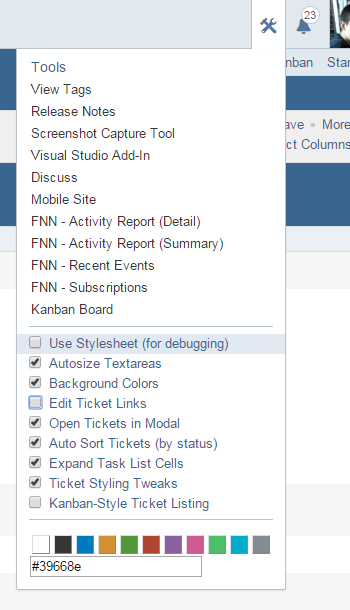 23
Tools
nban Star
View Tags
Release Notes
ave • More
Screenshot Capture Tool
ct Columns
Visual Studio Add-In
Discuss
Mobile Site
FNN - Activity Report (Detail)
FNN - Activity Report (Summary)
FNN - Recent Events
FNN - Subscriptions
Kanban Board
Use Stylesheet (for debugging)
Autosize Textareas
Background Colors
Edit Ticket Links
Open Tickets in Modal
Auto Sort Tickets (by status)
Expand Task List Cells
Ticket Styling Tweaks
Kanban-Style Ticket Listing
#39668e